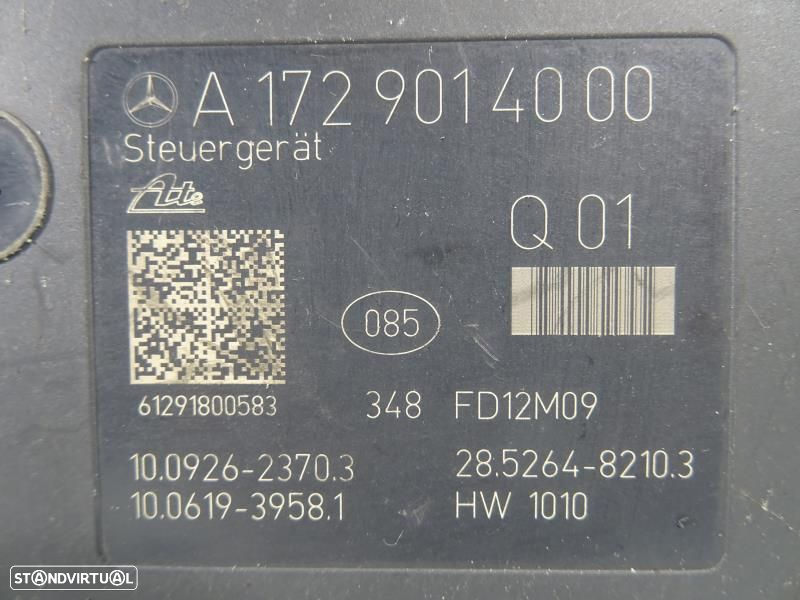 A 172 901 40 00
Steuergerät
Ate
Q 01
085
61291800583
348 FD12M09
10.0926-2370.3 28.5264-8210.3
10.0619-3958.1 HW 1010
STANDVIRTUAL